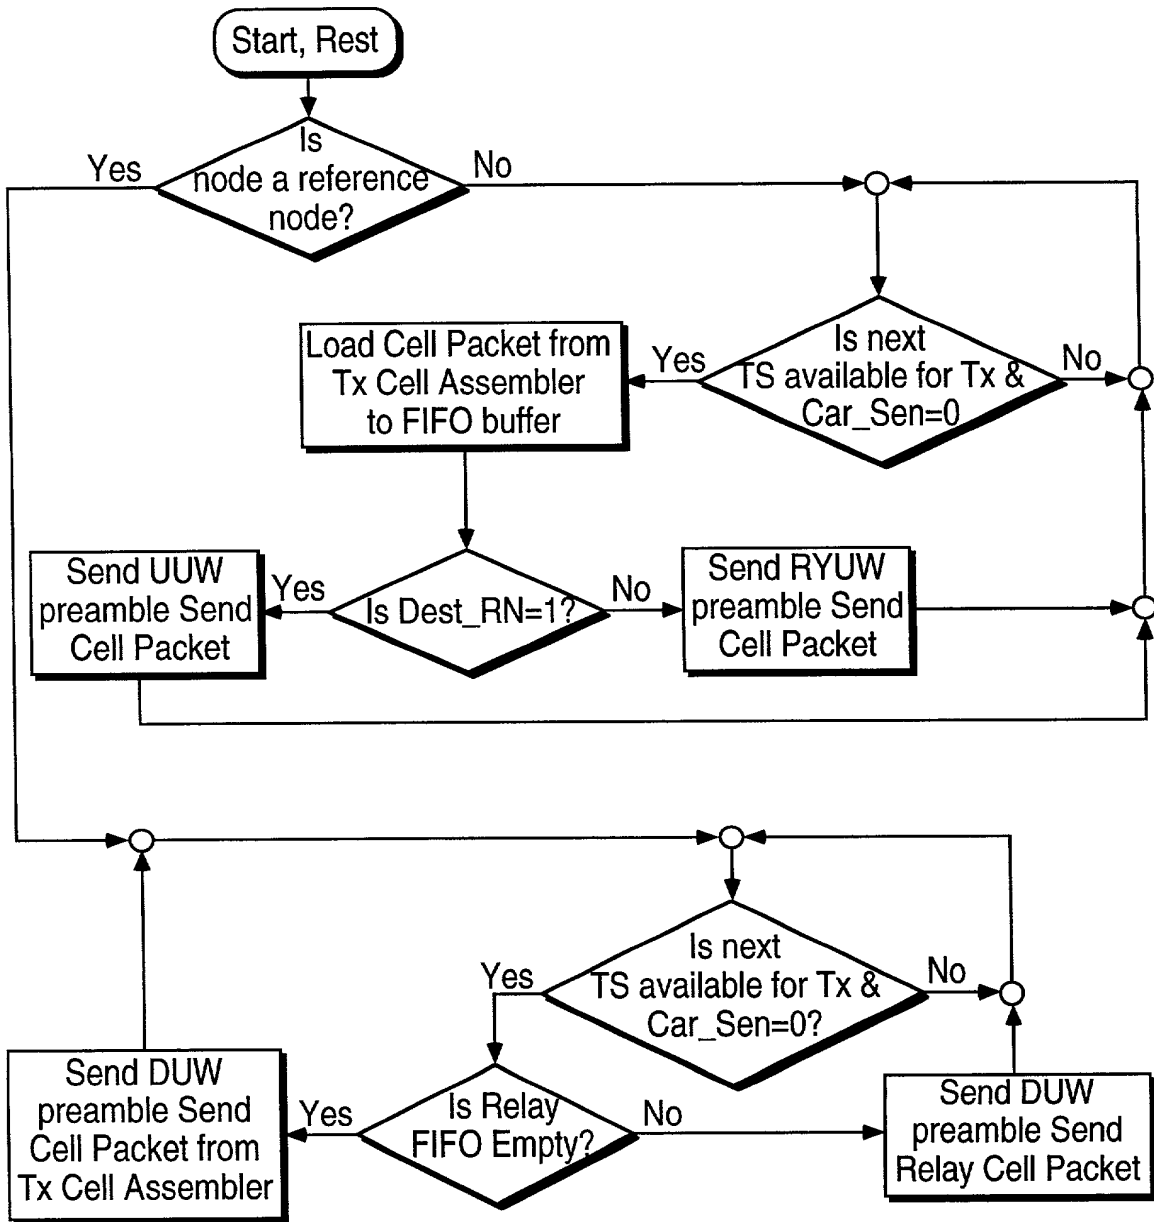 Start, Rest
Is
node a reference
node?
Yes
No
Load Cell Packet from
Tx Cell Assembler
to FIFO buffer
Yes
Is next
TS available for Tx &
Car_Sen=0
No
Send UUW
preamble Send
Cell Packet
Yes
Is Dest_RN=1?
No
Send RYUW
preamble Send
Cell Packet
Yes
Is next
TS available for Tx &
Car_Sen=0?
No
Send DUW
preamble Send
Cell Packet from
Tx Cell Assembler
Yes
Is Relay
FIFO Empty?
No
Send DUW
preamble Send
Relay Cell Packet